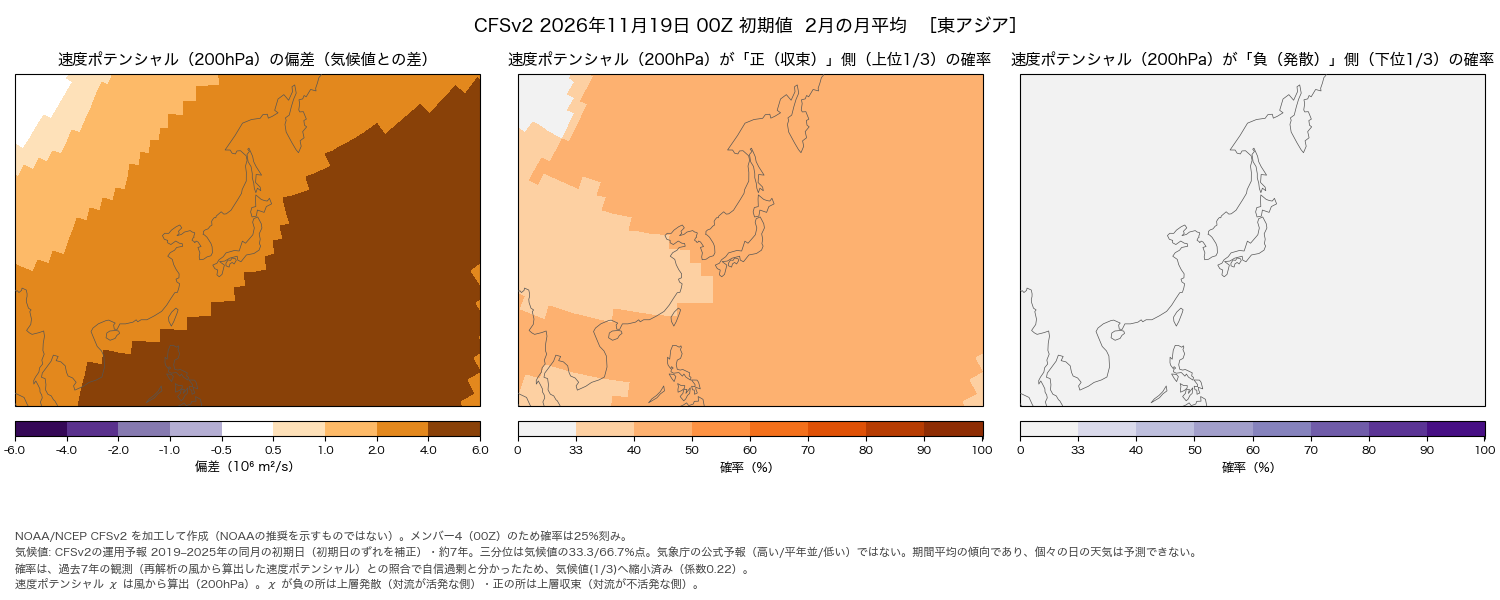 CFSv2 2026年11月19日 00Z 初期値 2月の月平均 ［東アジア］
速度ポテンシャル（200hPa）の偏差（気候値との差）
速度ポテンシャル（200hPa）が「正（収束）」側（上位1/3）の確率
速度ポテンシャル（200hPa）が「負（発散）」側（下位1/3）の確率
-6.0 -4.0 -2.0 -1.0 -0.5 0.5 1.0 2.0 4.0 6.0
偏差（10⁶ m²/s）
0 33 40 50 60 70 80 90 100
確率（%）
0 33 40 50 60 70 80 90 100
確率（%）
NOAA/NCEP CFSv2 を加工して作成（NOAAの推奨を示すものではない）。メンバー4（00Z）のため確率は25%刻み。
気候値: CFSv2の運用予報 2019–2025年の同月の初期日（初期日のずれを補正）・約7年。三分位は気候値の33.3/66.7%点。気象庁の公式予報（高い/平年並/低い）ではない。期間平均の傾向であり、個々の日の天気は予測できない。
確率は、過去7年の観測（再解析の風から算出した速度ポテンシャル）との照合で自信過剰と分かったため、気候値(1/3)へ縮小済み（係数0.22）。
速度ポテンシャル χ は風から算出（200hPa）。χ が負の所は上層発散（対流が活発な側）・正の所は上層収束（対流が不活発な側）。